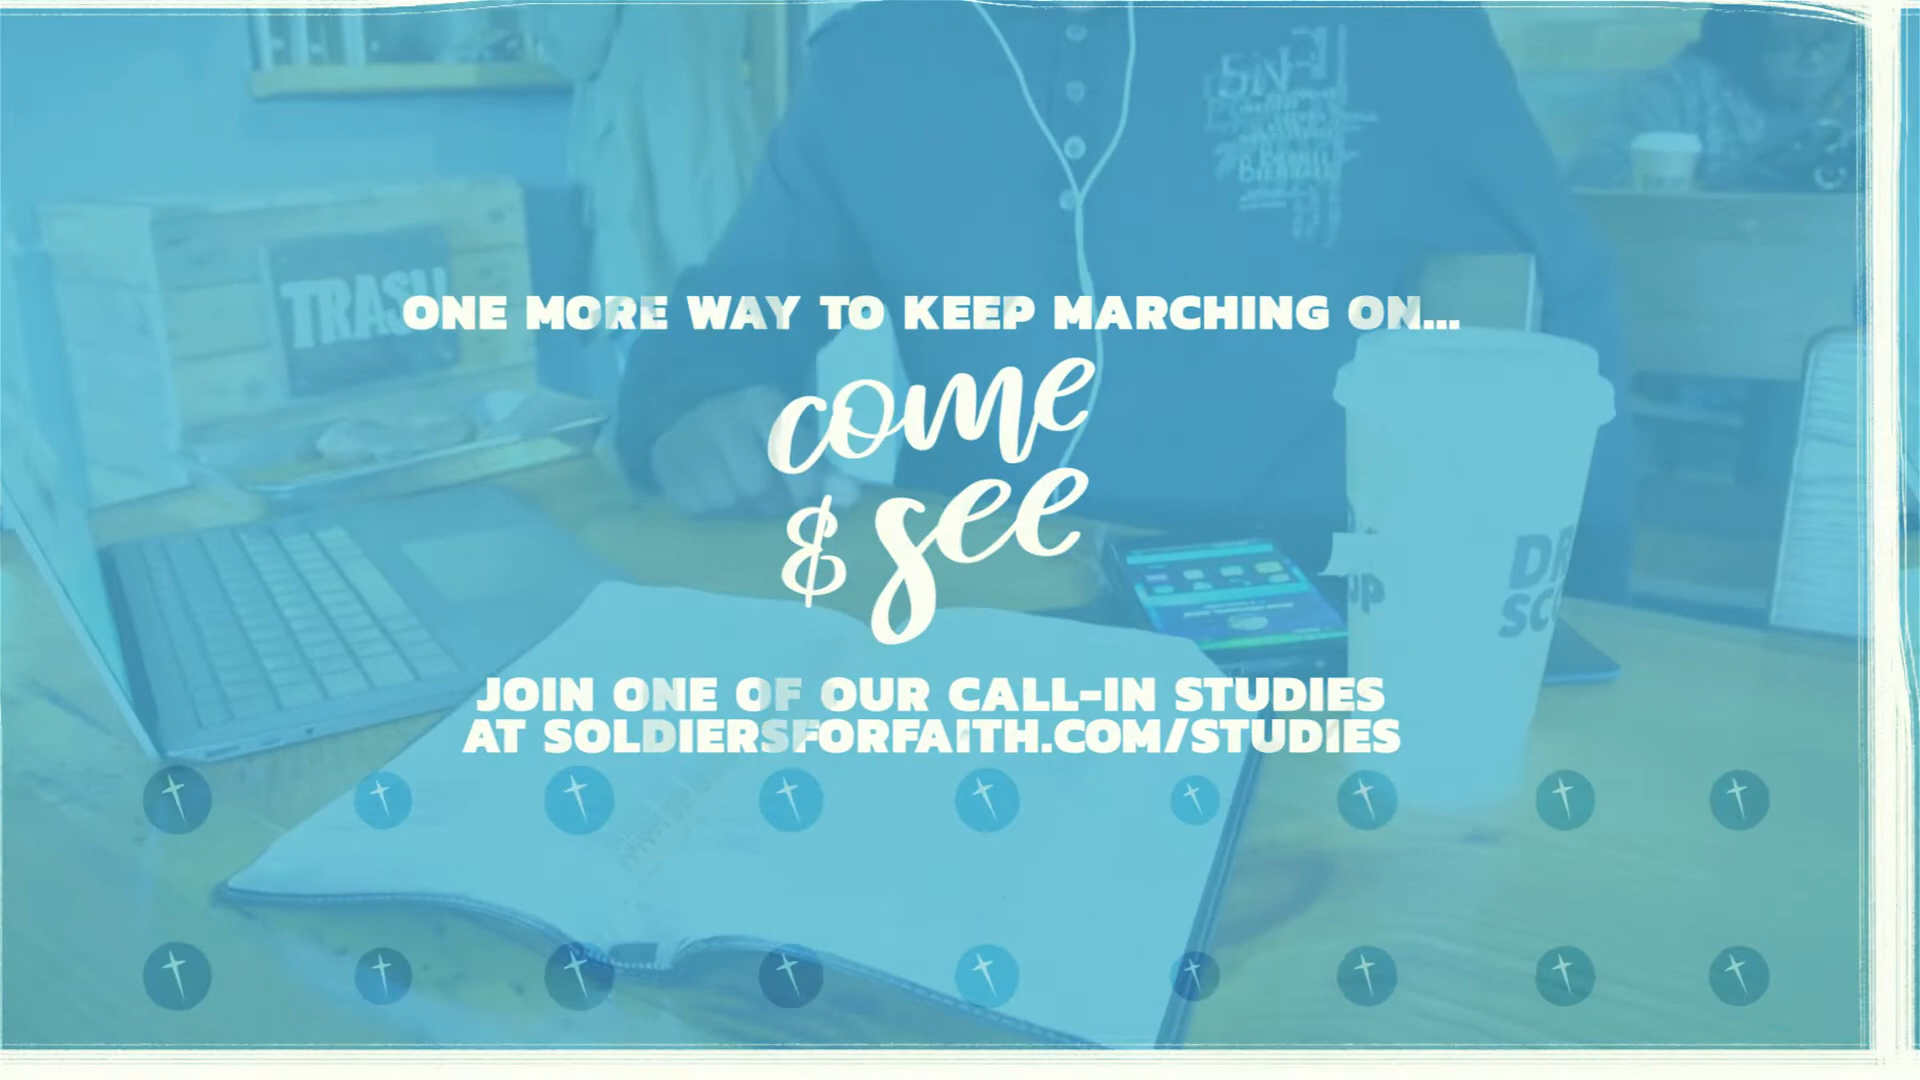 TRASH
ONE MORE WAY TO KEEP MARCHING ON...
come
& see
JOIN ONE OF OUR CALL-IN STUDIES
AT SOLDIERSFORFAITH.COM/STUDIES